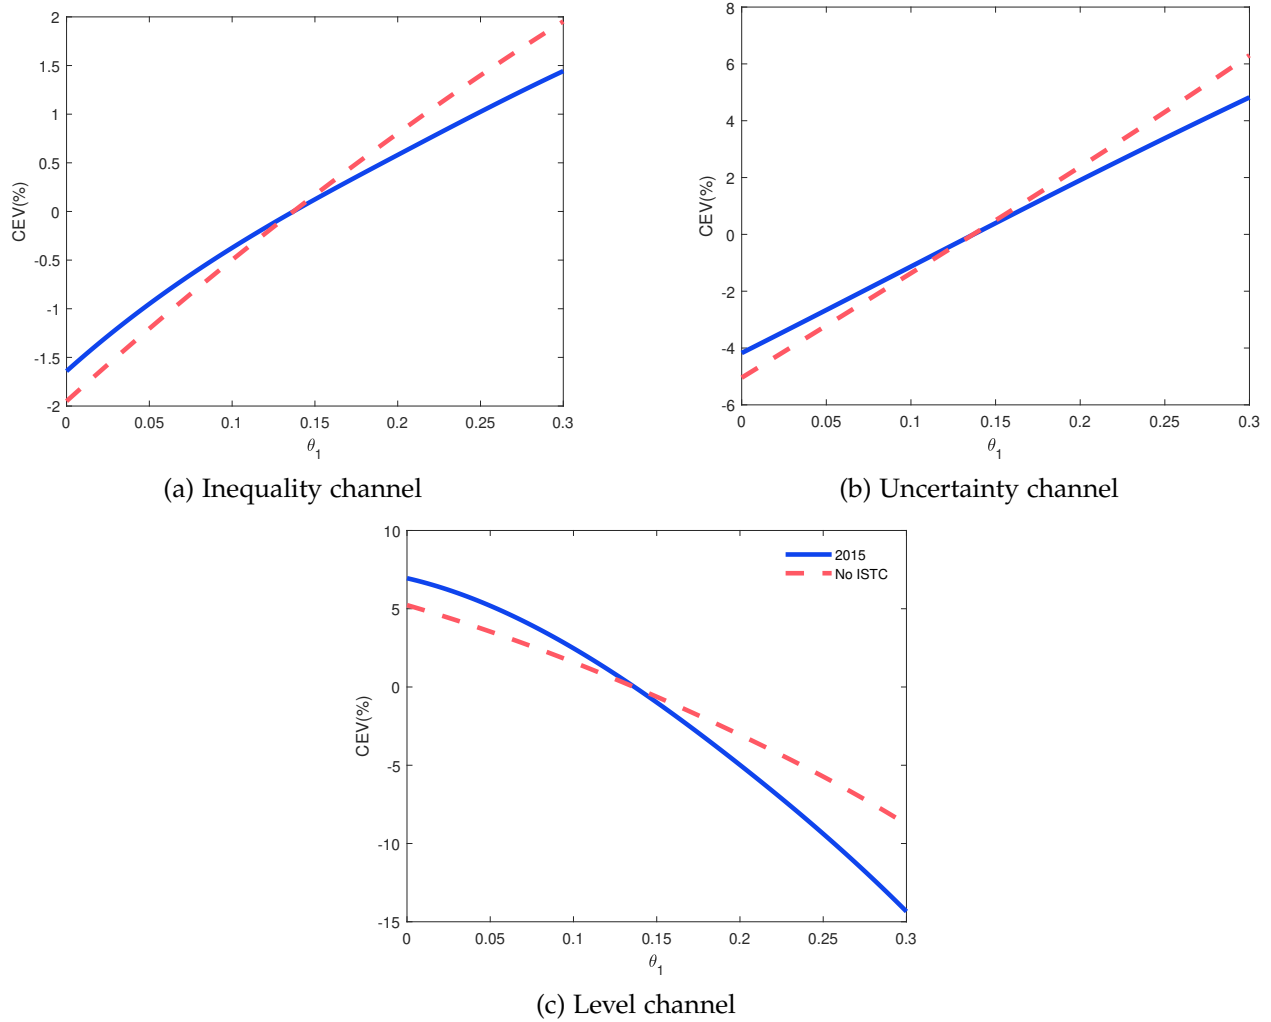 2
1.5
1
0.5
0
-0.5
-1
-1.5
-2
CEV(%)
0 0.05 0.1 0.15 0.2 0.25 0.3
θ1
(a) Inequality channel
8
6
4
2
0
-2
-4
-6
CEV(%)
0 0.05 0.1 0.15 0.2 0.25 0.3
θ1
(b) Uncertainty channel
10
5
0
-5
-10
-15
CEV(%)
2015
No ISTC
0 0.05 0.1 0.15 0.2 0.25 0.3
θ1
(c) Level channel